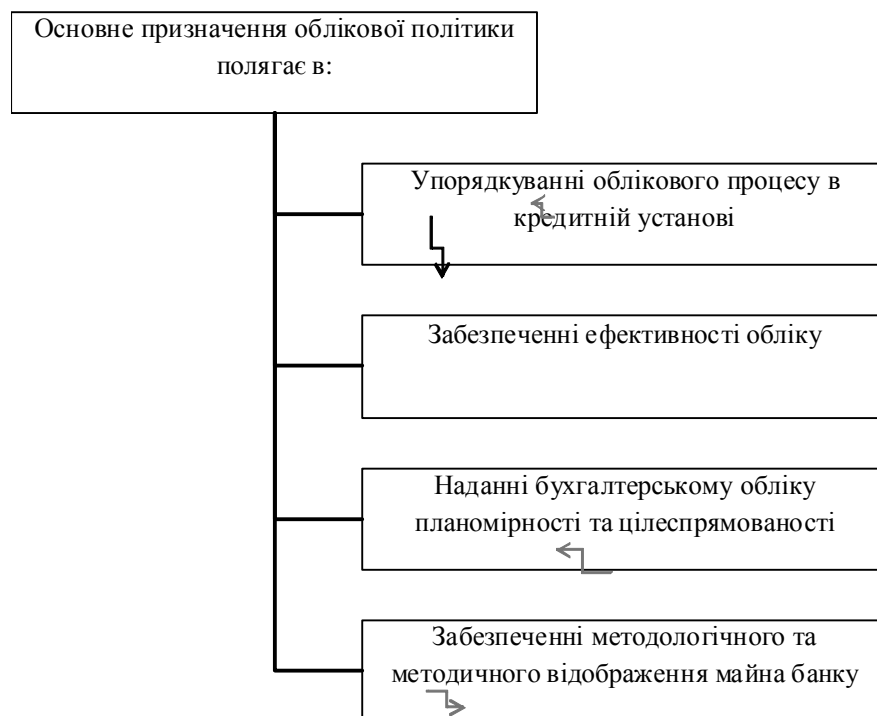 Основне призначення облікової політики
полягає в:
Упорядкуванні облікового процесу в
кредитній установі
Забезпеченні ефективності обліку
Наданні бухгалтерському обліку
планомірності та цілеспрямованості
Забезпеченні методологічного та
методичного відображення майна банку